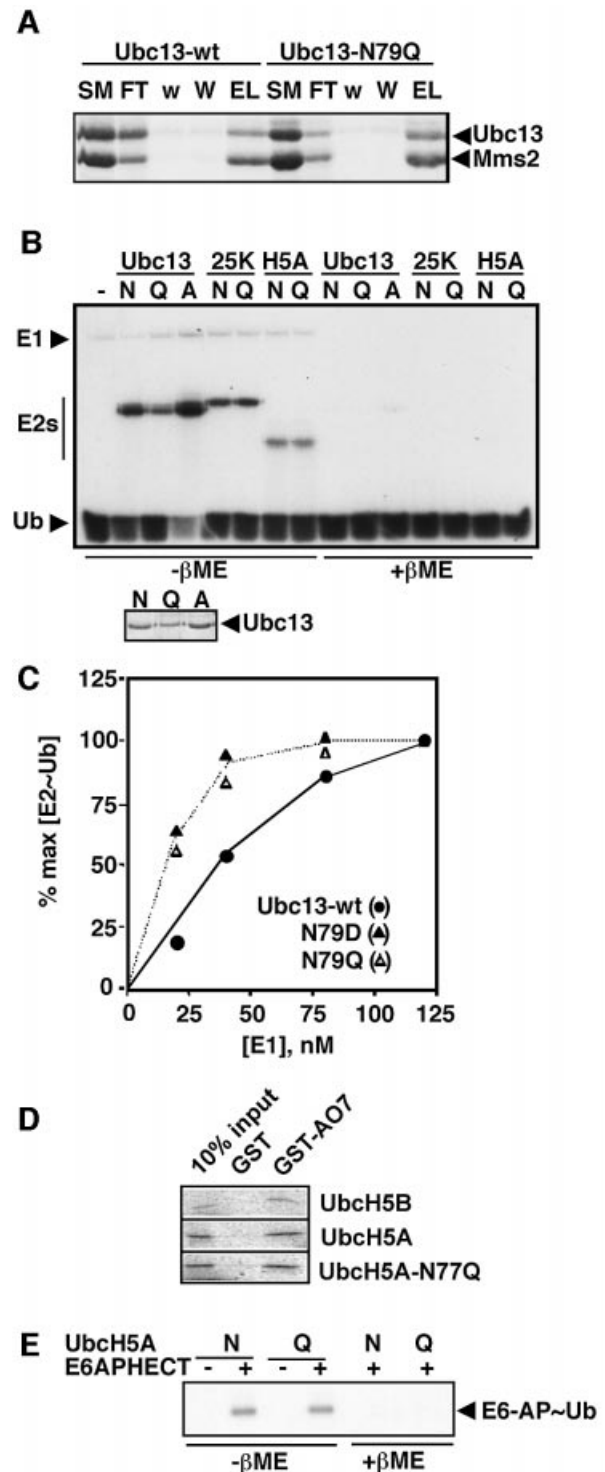 A
Ubc13-wt Ubc13-N79Q
SM FT w W EL SM FT w W EL
Ubc13
Mms2
B
Ubc13 25K H5A Ubc13 25K H5A
- N Q A N Q N Q N Q A N Q N Q
E1
E2s
Ub
-βME +βME
N Q A
Ubc13
C
125
100
75
50
25
0
% max [E2~Ub]
Ubc13-wt (●)
N79D (▲)
N79Q (△)
0 25 50 75 100 125
[E1], nM
D
10% input GST GST-AO7
UbcH5B
UbcH5A
UbcH5A-N77Q
E
UbcH5A N Q N Q
E6APHECT - + - + + +
E6-AP~Ub
-βME +βME